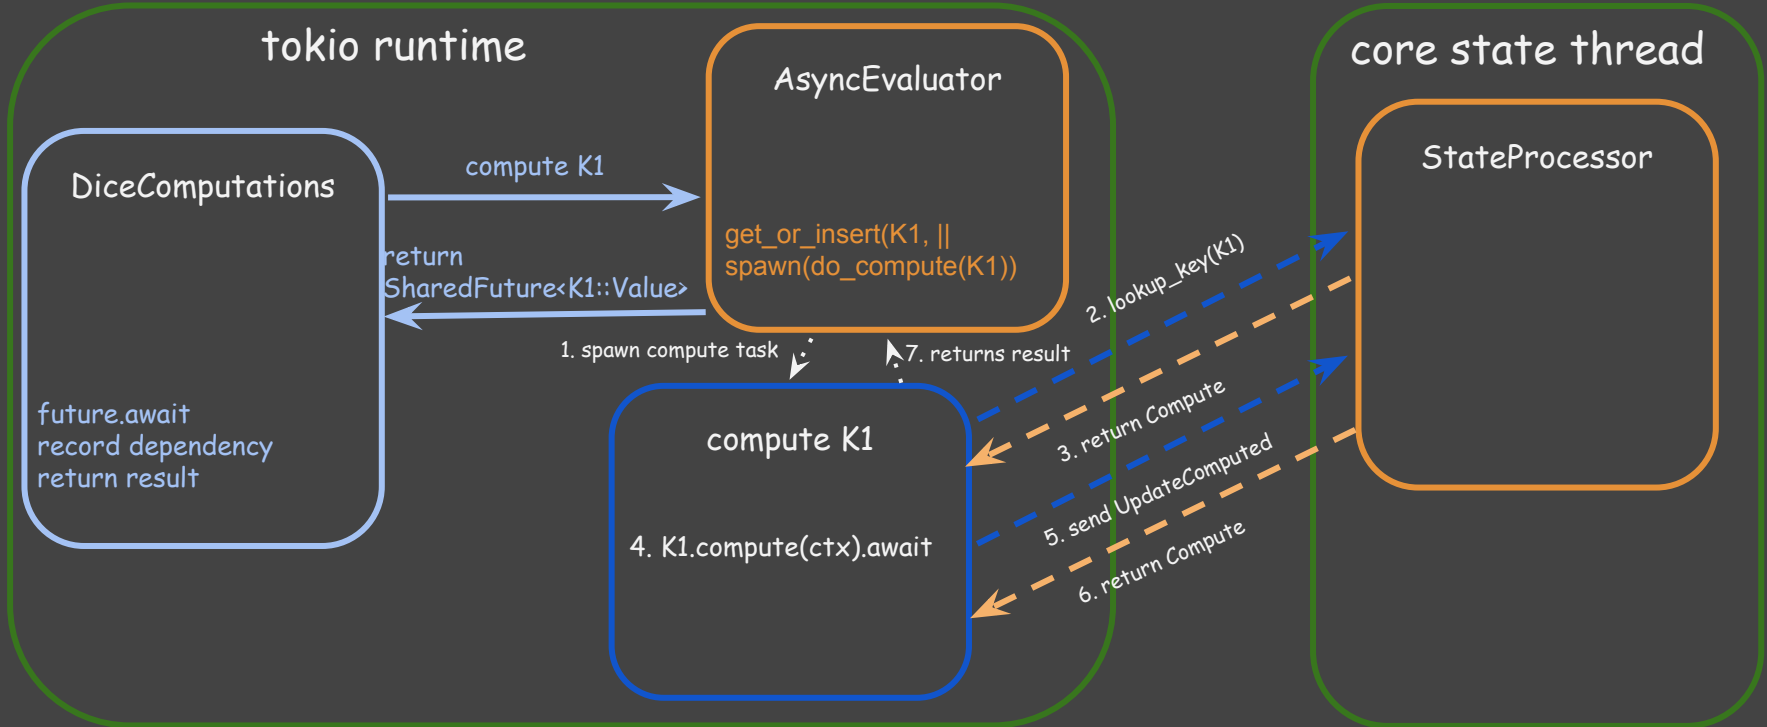 tokio runtime
core state thread
AsyncEvaluator
StateProcessor
compute K1
DiceComputations
get_or_insert(K1, ||
spawn(do_compute(K1))
return
SharedFuture<K1::Value>
2. lookup_key(K1)
1. spawn compute task
7. returns result
3. return Compute
future.await
record dependency
return result
compute K1
5. send UpdateComputed
4. K1.compute(ctx).await
6. return Compute